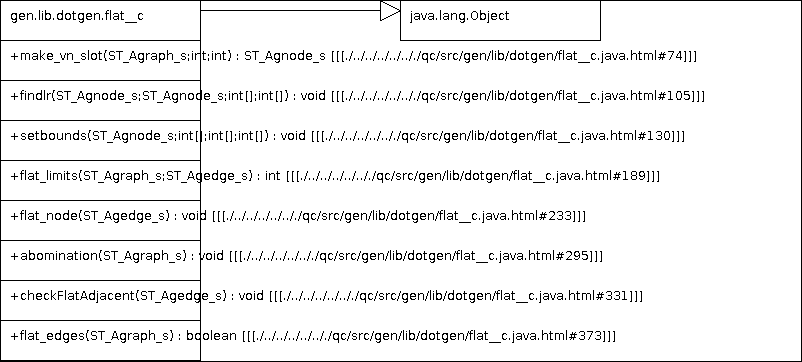 gen.lib.dotgen.flat__c
java.lang.Object
+make_vn_slot(ST_Agraph_s;int;int) : ST_Agnode_s [[[./../../../../../../qc/src/gen/lib/dotgen/flat__c.java.html#74]]]
+findlr(ST_Agnode_s;ST_Agnode_s;int[];int[]) : void [[[./../../../../../../qc/src/gen/lib/dotgen/flat__c.java.html#105]]]
+setbounds(ST_Agnode_s;int[];int[];int[]) : void [[[./../../../../../../qc/src/gen/lib/dotgen/flat__c.java.html#130]]]
+flat_limits(ST_Agraph_s;ST_Agedge_s) : int [[[./../../../../../../qc/src/gen/lib/dotgen/flat__c.java.html#189]]]
+flat_node(ST_Agedge_s) : void [[[./../../../../../../qc/src/gen/lib/dotgen/flat__c.java.html#233]]]
+abomination(ST_Agraph_s) : void [[[./../../../../../../qc/src/gen/lib/dotgen/flat__c.java.html#295]]]
+checkFlatAdjacent(ST_Agedge_s) : void [[[./../../../../../../qc/src/gen/lib/dotgen/flat__c.java.html#331]]]
+flat_edges(ST_Agraph_s) : boolean [[[./../../../../../../qc/src/gen/lib/dotgen/flat__c.java.html#373]]]